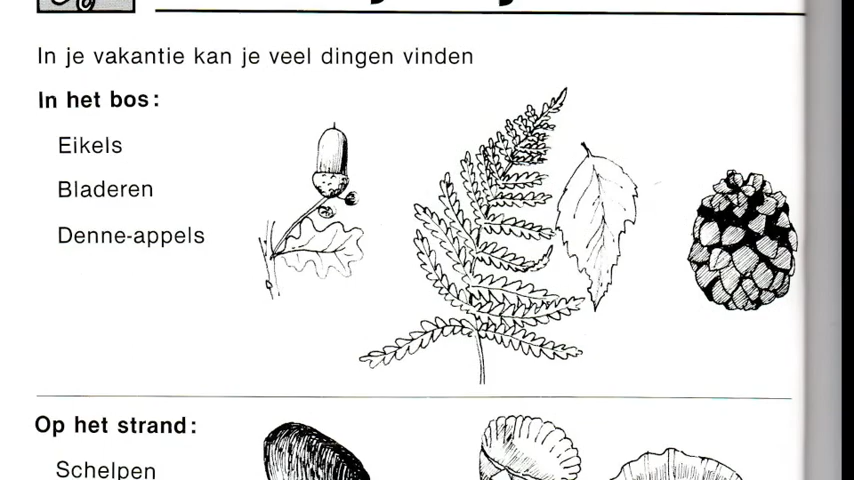 In je vakantie kan je veel dingen vinden
In het bos:
Eikels
Bladeren
Denne-appels
Op het strand:
Schelpen